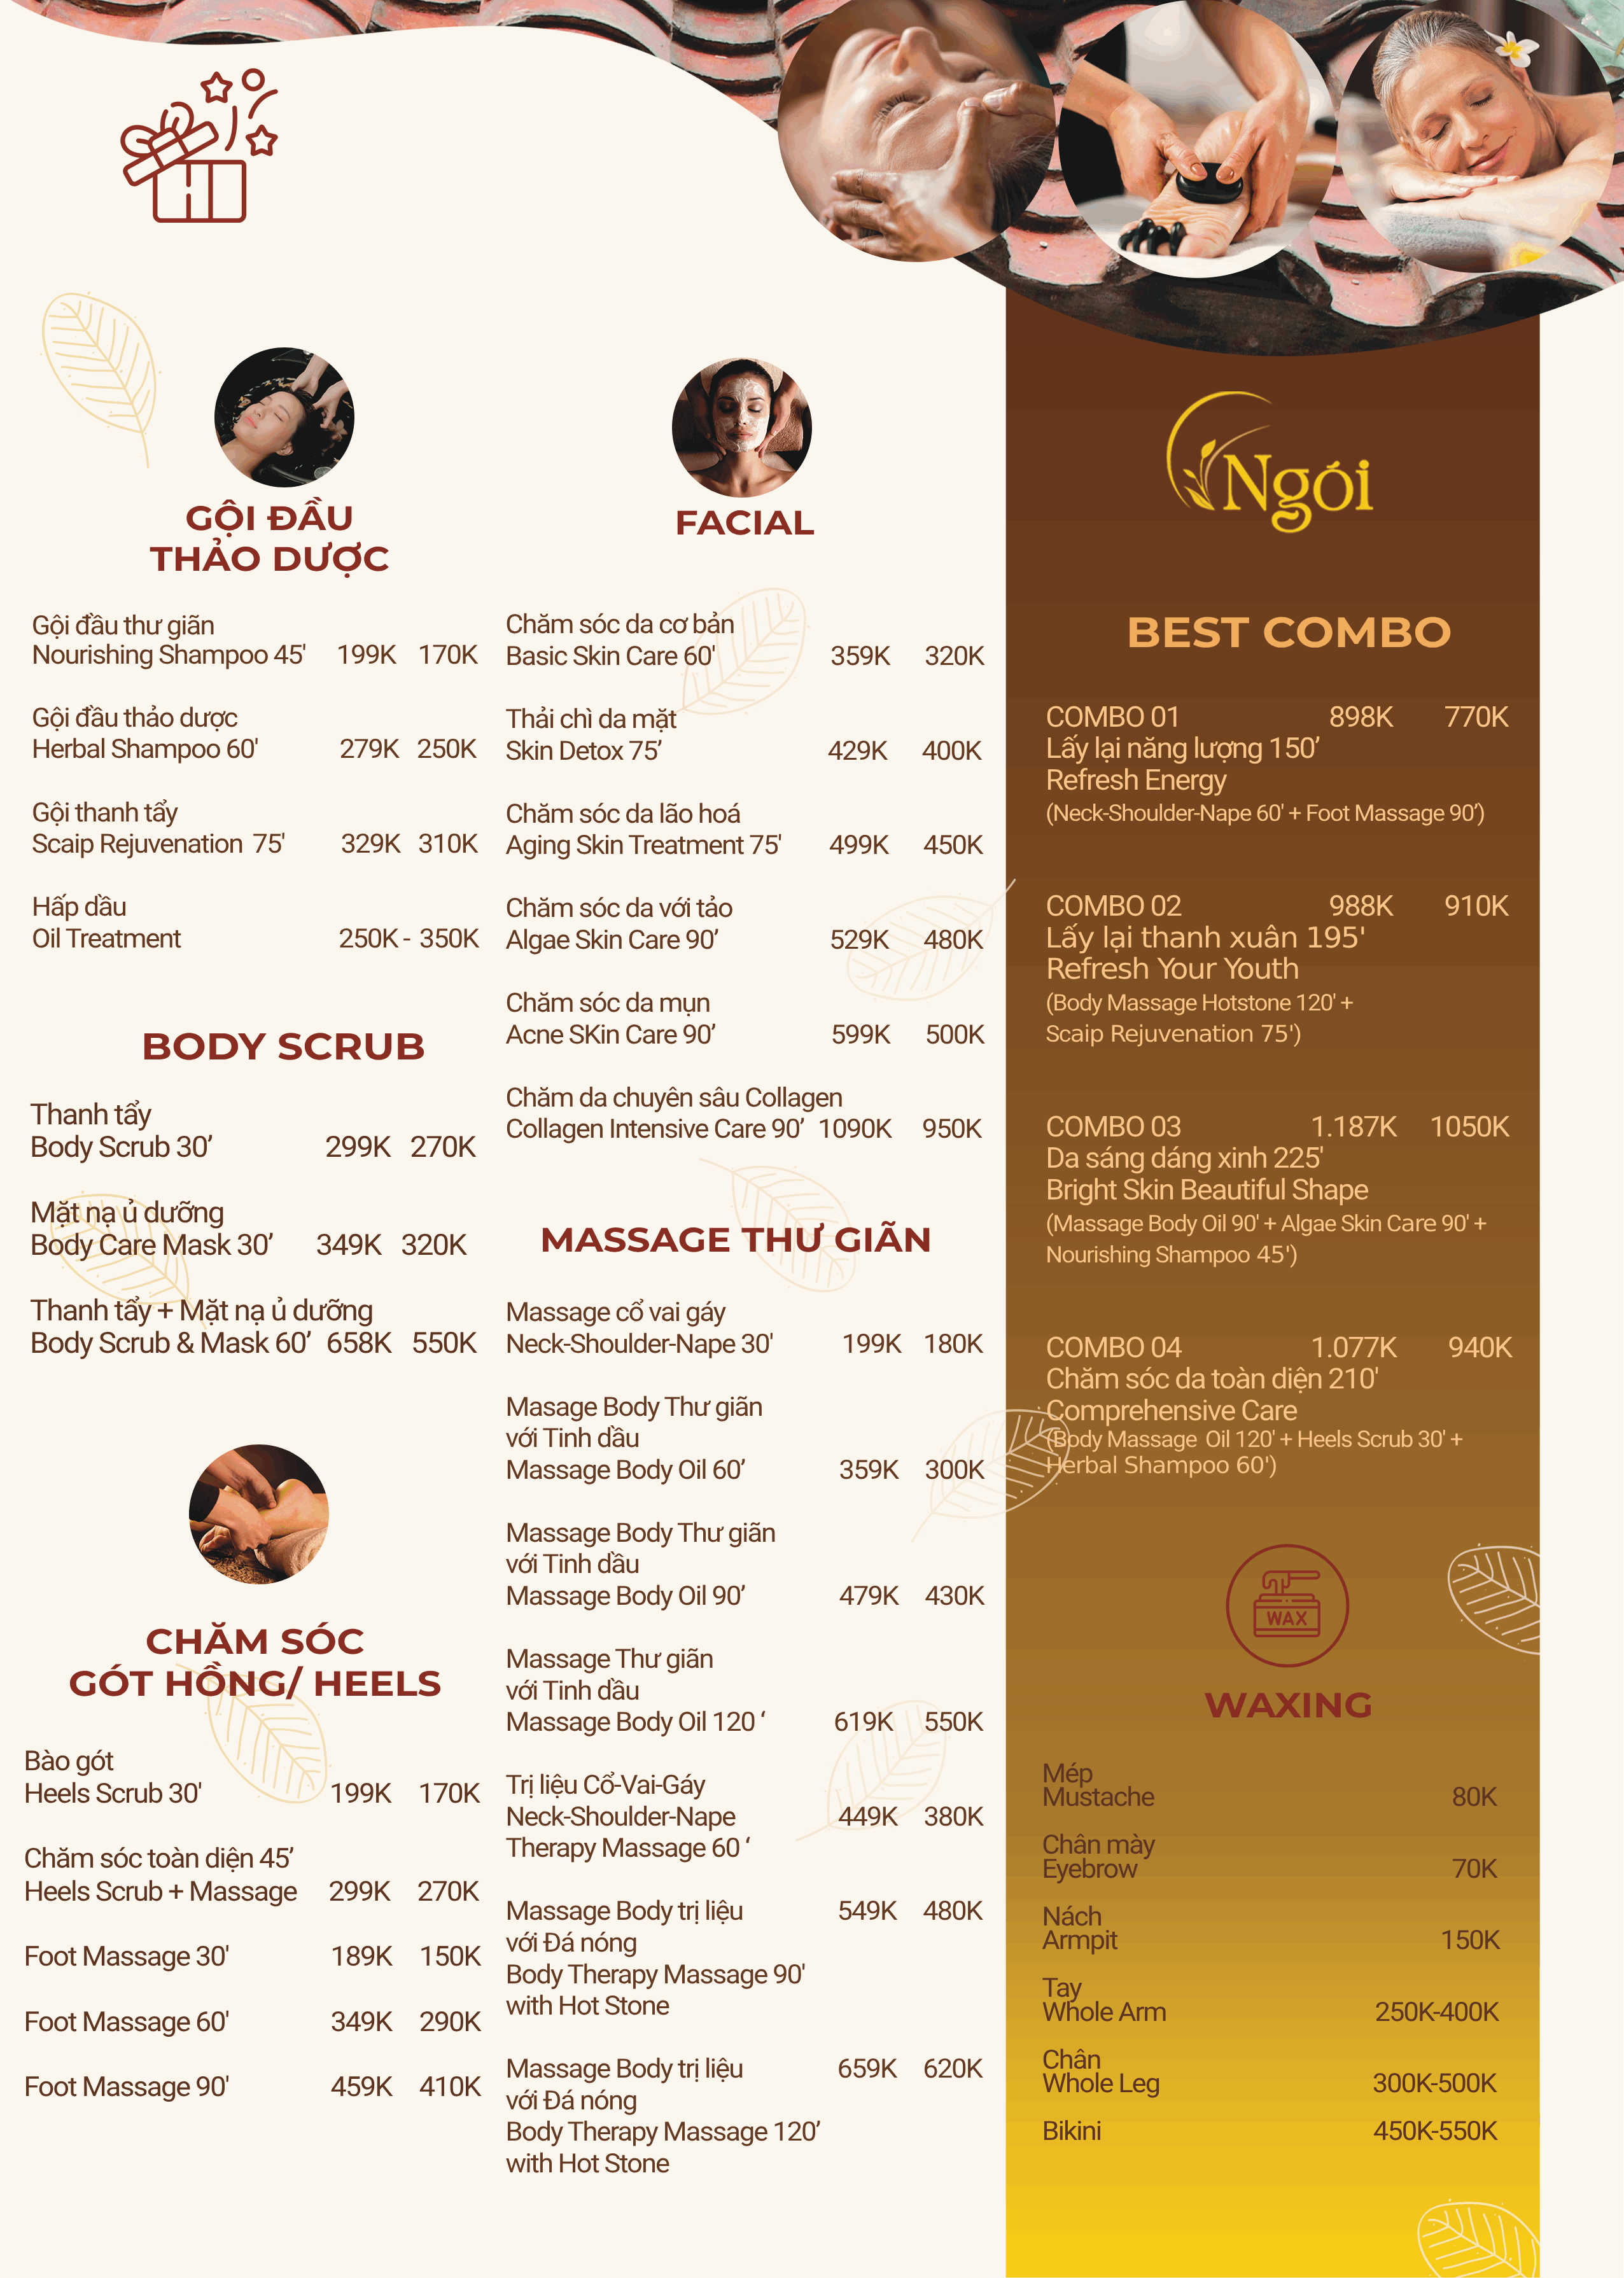 GỘI ĐẦU
THẢO DƯỢC
Gội đầu thư giãn
Nourishing Shampoo 45' 199K 170K
Gội đầu thảo dược
Herbal Shampoo 60' 279K 250K
Gội thanh tẩy
Scaip Rejuvenation 75' 329K 310K
Hấp dầu
Oil Treatment 250K - 350K
BODY SCRUB
Thanh tẩy
Body Scrub 30’ 299K 270K
Mặt nạ ủ dưỡng
Body Care Mask 30’ 349K 320K
Thanh tẩy + Mặt nạ ủ dưỡng
Body Scrub & Mask 60’ 658K 550K
CHĂM SÓC
GÓT HỒNG/ HEELS
Bào gót
Heels Scrub 30' 199K 170K
Chăm sóc toàn diện 45’
Heels Scrub + Massage 299K 270K
Foot Massage 30' 189K 150K
Foot Massage 60' 349K 290K
Foot Massage 90' 459K 410K
FACIAL
Chăm sóc da cơ bản
Basic Skin Care 60' 359K 320K
Thải chì da mặt
Skin Detox 75’ 429K 400K
Chăm sóc da lão hoá
Aging Skin Treatment 75' 499K 450K
Chăm sóc da với tảo
Algae Skin Care 90’ 529K 480K
Chăm sóc da mụn
Acne SKin Care 90’ 599K 500K
Chăm da chuyên sâu Collagen
Collagen Intensive Care 90’ 1090K 950K
MASSAGE THƯ GIÃN
Massage cổ vai gáy
Neck-Shoulder-Nape 30' 199K 180K
Masage Body Thư giãn
với Tinh dầu
Massage Body Oil 60’ 359K 300K
Massage Body Thư giãn
với Tinh dầu
Massage Body Oil 90’ 479K 430K
Massage Thư giãn
với Tinh dầu
Massage Body Oil 120 ‘ 619K 550K
Trị liệu Cổ-Vai-Gáy
Neck-Shoulder-Nape 449K 380K
Therapy Massage 60 ‘
Massage Body trị liệu 549K 480K
với Đá nóng
Body Therapy Massage 90'
with Hot Stone
Massage Body trị liệu 659K 620K
với Đá nóng
Body Therapy Massage 120’
with Hot Stone
Ngói
BEST COMBO
COMBO 01 898K 770K
Lấy lại năng lượng 150’
Refresh Energy
(Neck-Shoulder-Nape 60' + Foot Massage 90’)
COMBO 02 988K 910K
Lấy lại thanh xuân 195'
Refresh Your Youth
(Body Massage Hotstone 120' +
Scaip Rejuvenation 75')
COMBO 03 1.187K 1050K
Da sáng dáng xinh 225'
Bright Skin Beautiful Shape
(Massage Body Oil 90' + Algae Skin Care 90' +
Nourishing Shampoo 45')
COMBO 04 1.077K 940K
Chăm sóc da toàn diện 210'
Comprehensive Care
(Body Massage Oil 120' + Heels Scrub 30' +
Herbal Shampoo 60')
WAX
WAXING
Mép
Mustache 80K
Chân mày
Eyebrow 70K
Nách
Armpit 150K
Tay
Whole Arm 250K-400K
Chân
Whole Leg 300K-500K
Bikini 450K-550K